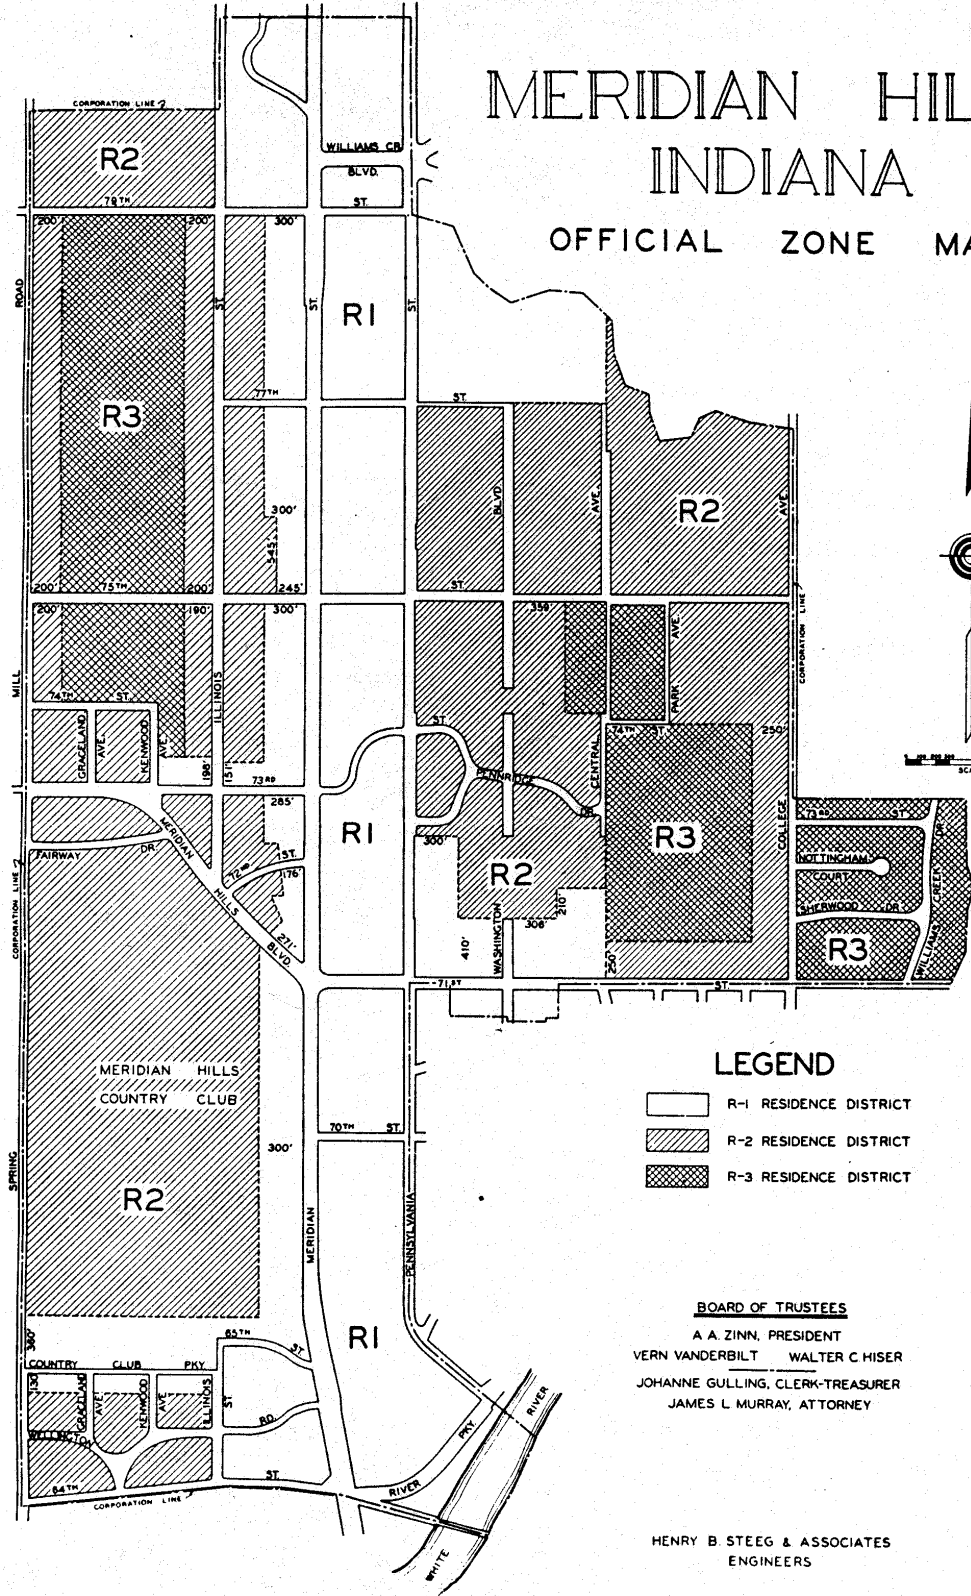 MERIDIAN HIL
INDIANA
OFFICIAL ZONE MA
CORPORATION LINE
R2
WILLIAMS CR.
BLVD.
79TH
ST.
200'
200'
300'
ROAD
ST.
ST.
ST.
R1
R3
77TH
ST.
BLVD.
AVE.
R2
AVE.
300'
545'
200'
75TH
200'
245'
ST.
200'
190'
300'
358'
CORPORATION LINE
MILL
74TH ST.
ILLINOIS
AVE.
PARK
GRACELAND
AVE.
KENWOOD
AVE.
ST.
74TH ST.
250'
CENTRAL
198'
151'
73RD
PENNRIDGE
DR.
285'
COLLEGE
MERIDIAN
HILLS
BLVD.
FAIRWAY DR.
72ND ST.
176'
R1
300'
R2
R3
73RD ST.
NOTTINGHAM
COURT
SHERWOOD DR.
WILLIAMS CREEK DR.
R3
CORPORATION LINE
271'
410'
WASHINGTON
308'
210'
250'
71ST
ST.
MERIDIAN HILLS
COUNTRY CLUB
LEGEND
R-1 RESIDENCE DISTRICT
R-2 RESIDENCE DISTRICT
R-3 RESIDENCE DISTRICT
70TH ST.
300'
SPRING
R2
MERIDIAN
PENNSYLVANIA
R1
360'
65TH
ST.
COUNTRY CLUB PKY.
130'
GRACELAND
AVE.
KENWOOD
AVE
ILLINOIS
ST
RD.
WELLINGTON
64TH
ST.
CORPORATION LINE
RIVER
PKY.
RIVER
WHITE
BOARD OF TRUSTEES
A A. ZINN, PRESIDENT
VERN VANDERBILT WALTER C HISER
JOHANNE GULLING, CLERK-TREASURER
JAMES L MURRAY, ATTORNEY
HENRY B. STEEG & ASSOCIATES
ENGINEERS